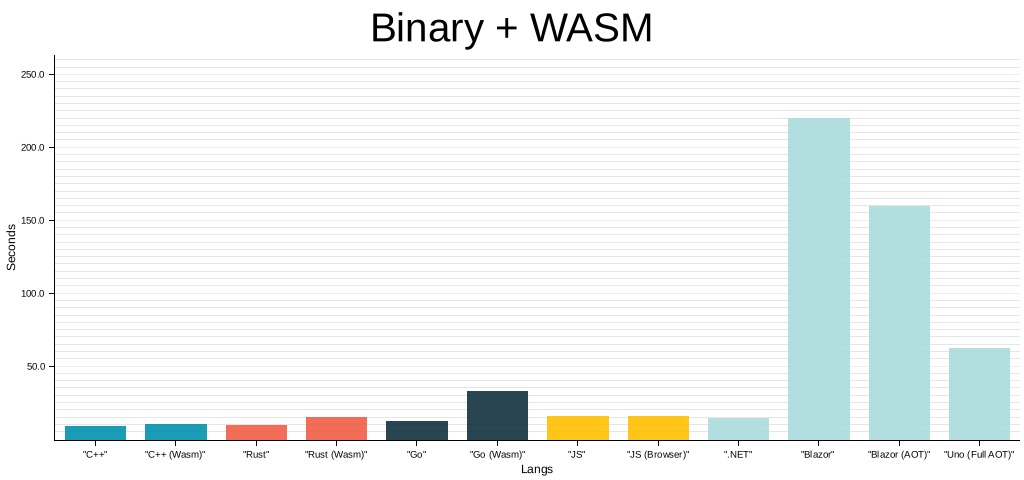 Binary + WASM
250.0
200.0
150.0
100.0
50.0
Seconds
"C++" "C++ (Wasm)" "Rust" "Rust (Wasm)" "Go" "Go (Wasm)" "JS" "JS (Browser)" ".NET" "Blazor" "Blazor (AOT)" "Uno (Full AOT)"
Langs